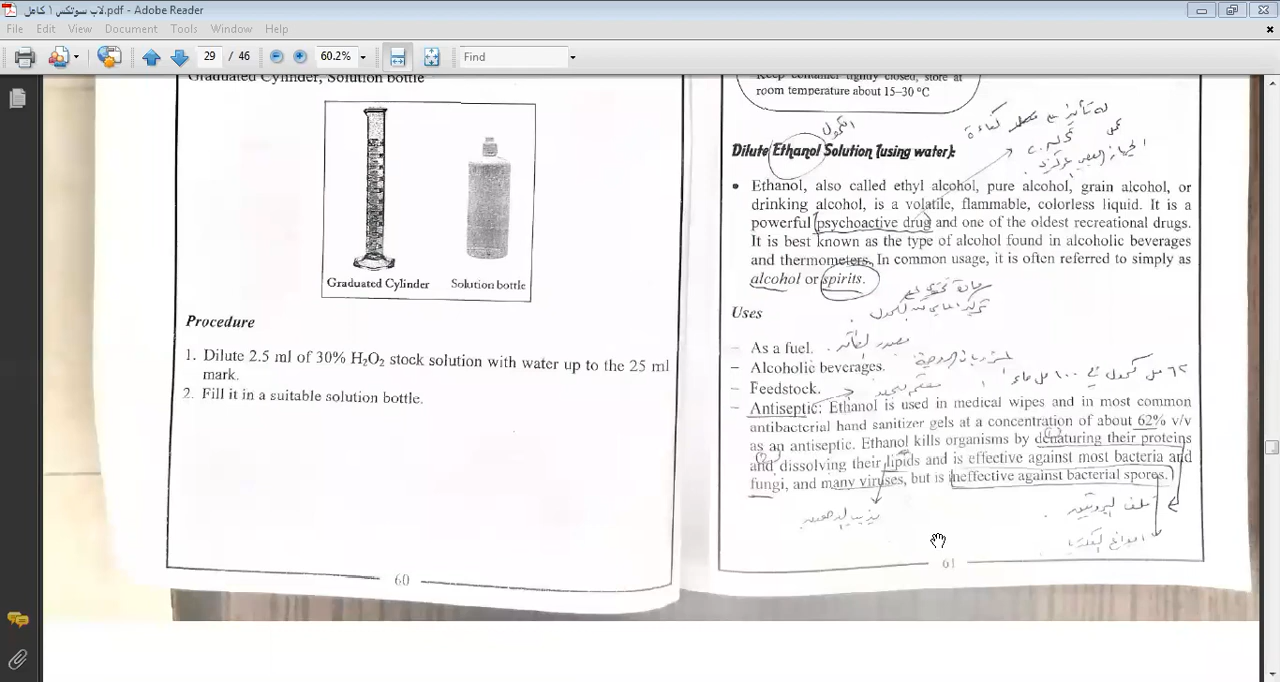 لاب سوتكس ١ كاهل.pdf - Adobe Reader
File Edit View Document Tools Window Help
29 / 46 60.2% Find
Graduated Cylinder, Solution bottle
Graduated Cylinder Solution bottle
Procedure
1. Dilute 2.5 ml of 30% H₂O₂ stock solution with water up to the 25 ml
mark.
2. Fill it in a suitable solution bottle.
60
Keep container tightly closed, store at
room temperature about 15–30 °C
الكحول
Dilute Ethanol Solution (using water):
• Ethanol, also called ethyl alcohol, pure alcohol, grain alcohol, or
drinking alcohol, is a volatile, flammable, colorless liquid. It is a
powerful psychoactive drug and one of the oldest recreational drugs.
It is best known as the type of alcohol found in alcoholic beverages
and thermometers. In common usage, it is often referred to simply as
alcohol or spirits.
Uses
– As a fuel.
– Alcoholic beverages.
– Feedstock.
– Antiseptic: Ethanol is used in medical wipes and in most common
antibacterial hand sanitizer gels at a concentration of about 62% v/v
as an antiseptic. Ethanol kills organisms by denaturing their proteins
and dissolving their lipids and is effective against most bacteria and
fungi, and many viruses, but is ineffective against bacterial spores.
61